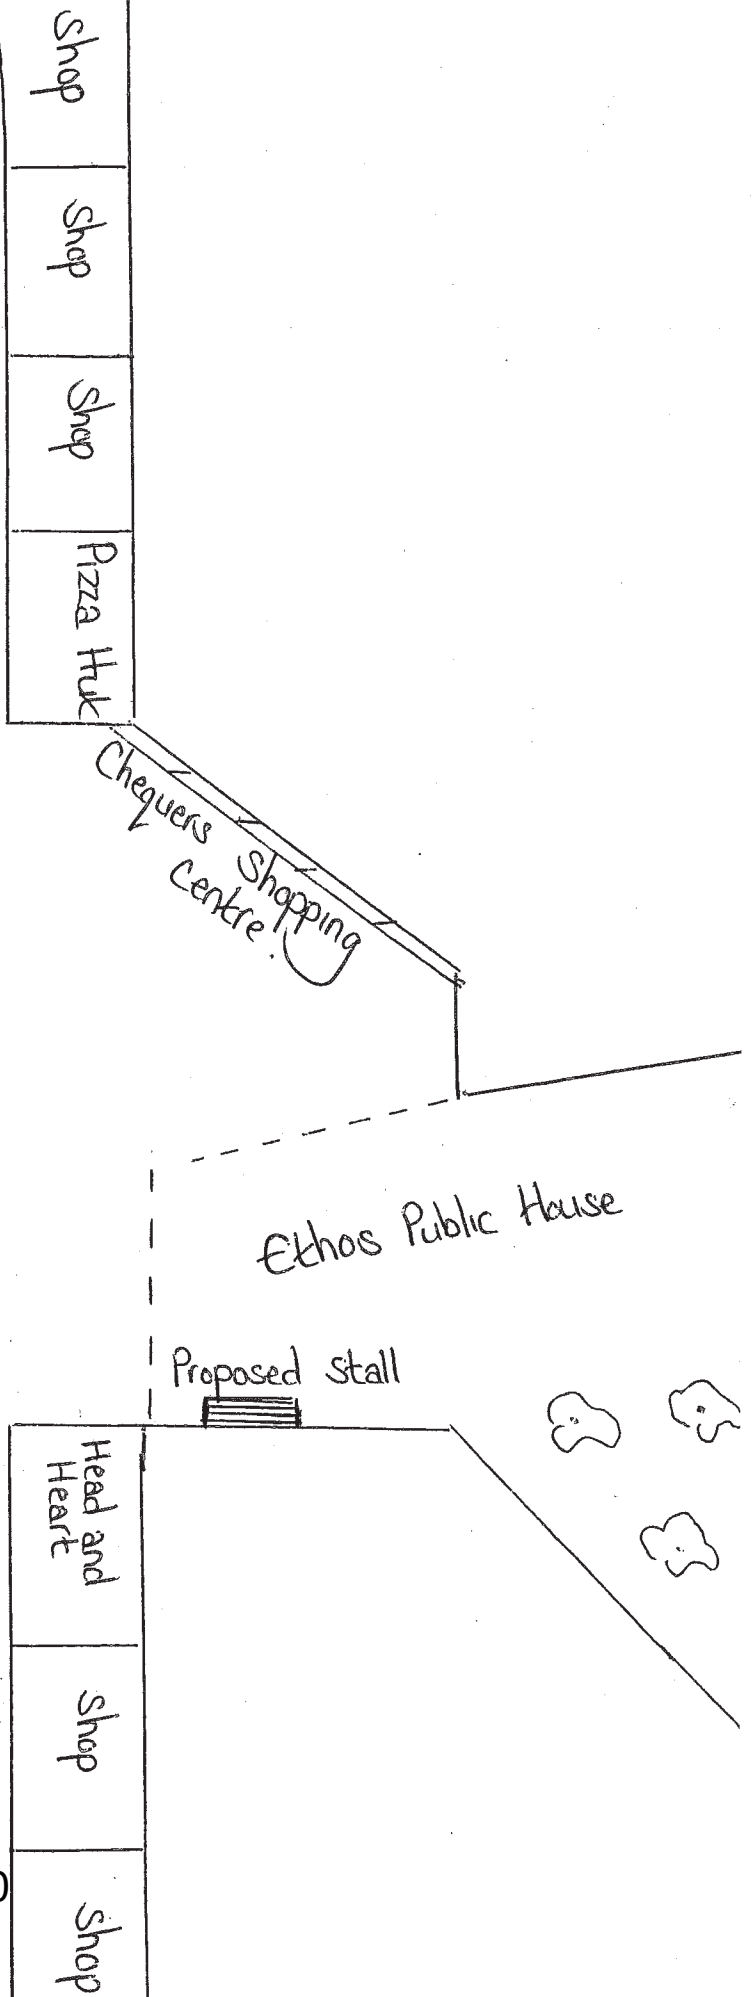 Shop
Shop
Shop
Pizza Hut
Chequers Shopping
Centre.
Ethos Public House
Proposed Stall
Head and
Heart
Shop
Shop